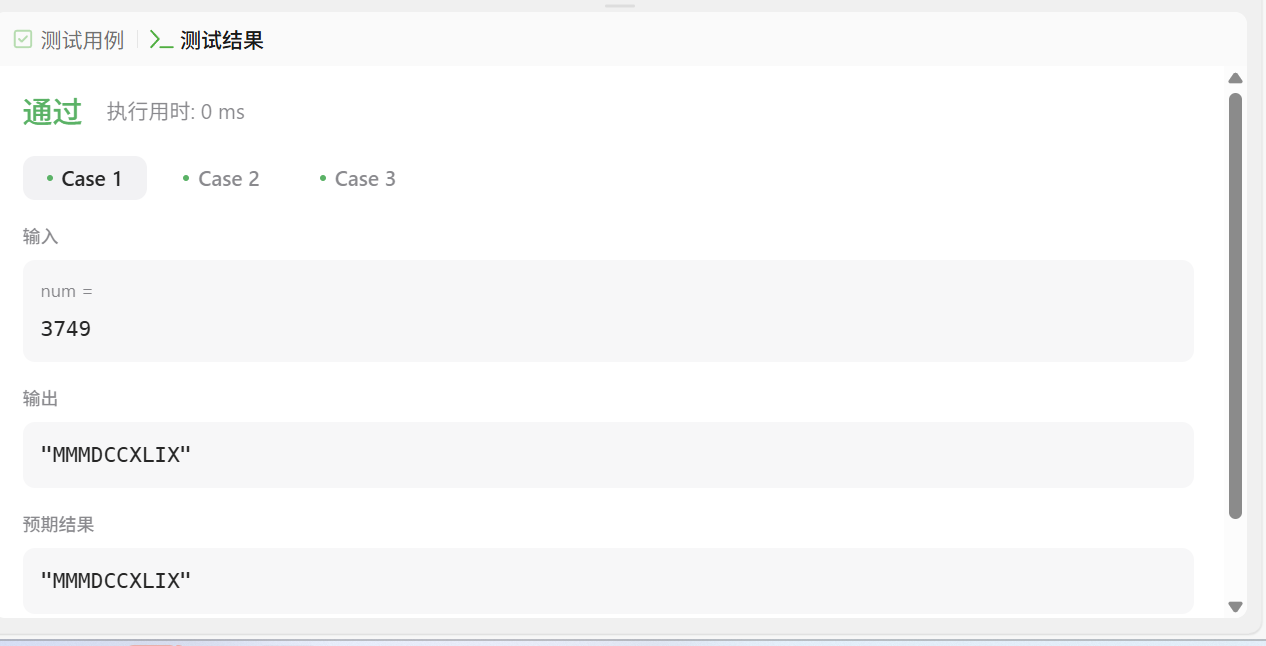 测试用例 测试结果
通过 执行用时: 0 ms
• Case 1 • Case 2 • Case 3
输入
num =
3749
输出
"MMMDCCXLIX"
预期结果
"MMMDCCXLIX"